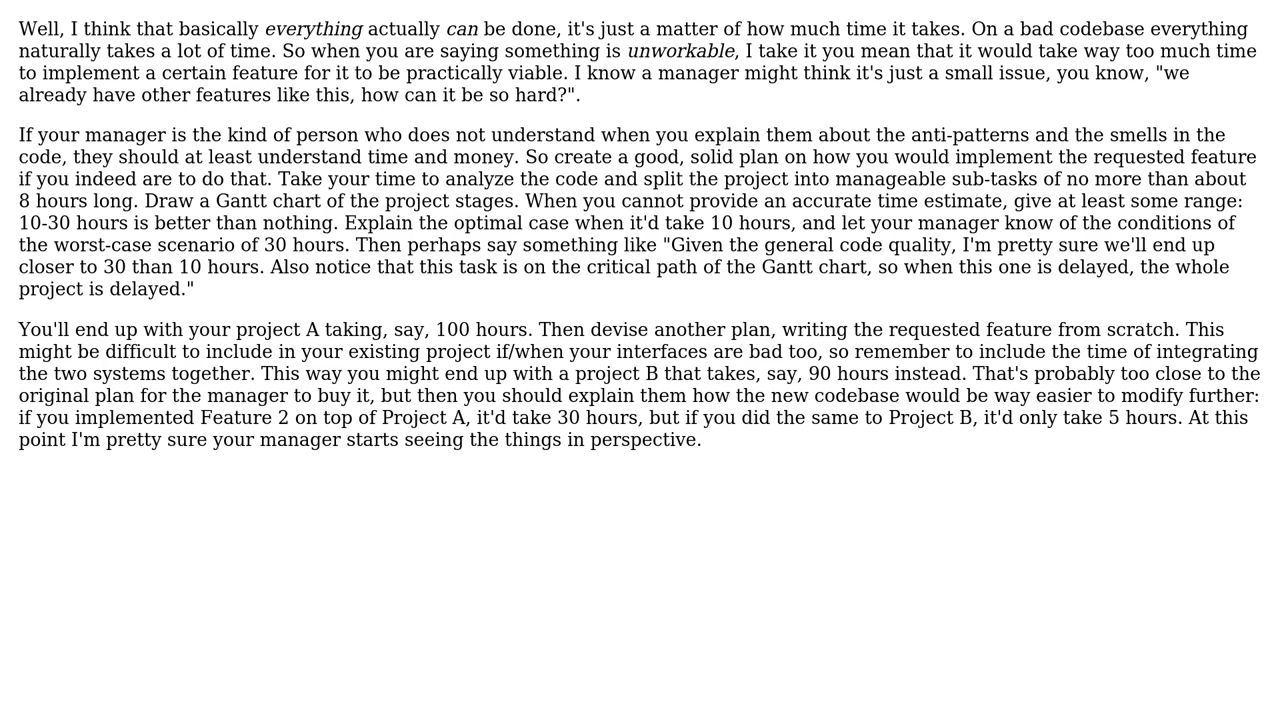 Well, I think that basically everything actually can be done, it's just a matter of how much time it takes. On a bad codebase everything
naturally takes a lot of time. So when you are saying something is unworkable, I take it you mean that it would take way too much time
to implement a certain feature for it to be practically viable. I know a manager might think it's just a small issue, you know, "we
already have other features like this, how can it be so hard?".
If your manager is the kind of person who does not understand when you explain them about the anti-patterns and the smells in the
code, they should at least understand time and money. So create a good, solid plan on how you would implement the requested feature
if you indeed are to do that. Take your time to analyze the code and split the project into manageable sub-tasks of no more than about
8 hours long. Draw a Gantt chart of the project stages. When you cannot provide an accurate time estimate, give at least some range:
10-30 hours is better than nothing. Explain the optimal case when it'd take 10 hours, and let your manager know of the conditions of
the worst-case scenario of 30 hours. Then perhaps say something like "Given the general code quality, I'm pretty sure we'll end up
closer to 30 than 10 hours. Also notice that this task is on the critical path of the Gantt chart, so when this one is delayed, the whole
project is delayed."
You'll end up with your project A taking, say, 100 hours. Then devise another plan, writing the requested feature from scratch. This
might be difficult to include in your existing project if/when your interfaces are bad too, so remember to include the time of integrating
the two systems together. This way you might end up with a project B that takes, say, 90 hours instead. That's probably too close to the
original plan for the manager to buy it, but then you should explain them how the new codebase would be way easier to modify further:
if you implemented Feature 2 on top of Project A, it'd take 30 hours, but if you did the same to Project B, it'd only take 5 hours. At this
point I'm pretty sure your manager starts seeing the things in perspective.